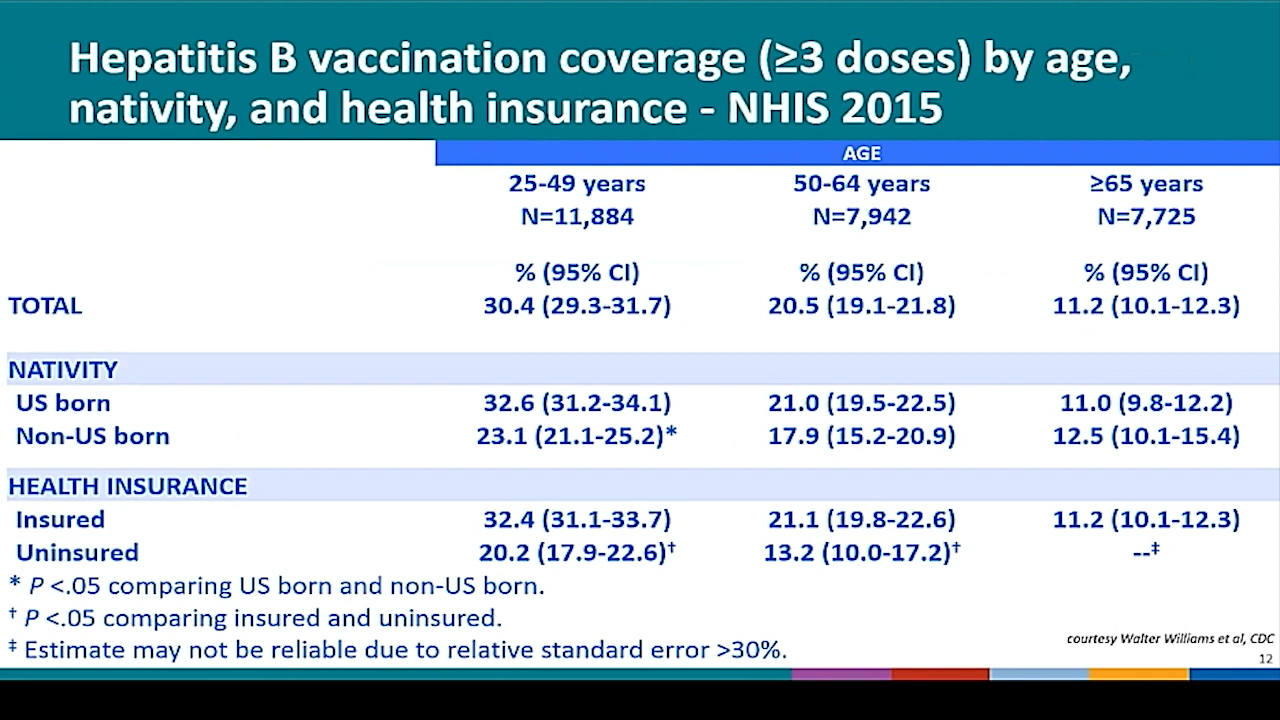 Hepatitis B vaccination coverage (≥3 doses) by age,
nativity, and health insurance - NHIS 2015
AGE
25-49 years 50-64 years ≥65 years
N=11,884 N=7,942 N=7,725
% (95% CI) % (95% CI) % (95% CI)
TOTAL 30.4 (29.3-31.7) 20.5 (19.1-21.8) 11.2 (10.1-12.3)
NATIVITY
US born 32.6 (31.2-34.1) 21.0 (19.5-22.5) 11.0 (9.8-12.2)
Non-US born 23.1 (21.1-25.2)* 17.9 (15.2-20.9) 12.5 (10.1-15.4)
HEALTH INSURANCE
Insured 32.4 (31.1-33.7) 21.1 (19.8-22.6) 11.2 (10.1-12.3)
Uninsured 20.2 (17.9-22.6)† 13.2 (10.0-17.2)† --‡
* P <.05 comparing US born and non-US born.
† P <.05 comparing insured and uninsured.
‡ Estimate may not be reliable due to relative standard error >30%.
courtesy Walter Williams et al, CDC
12